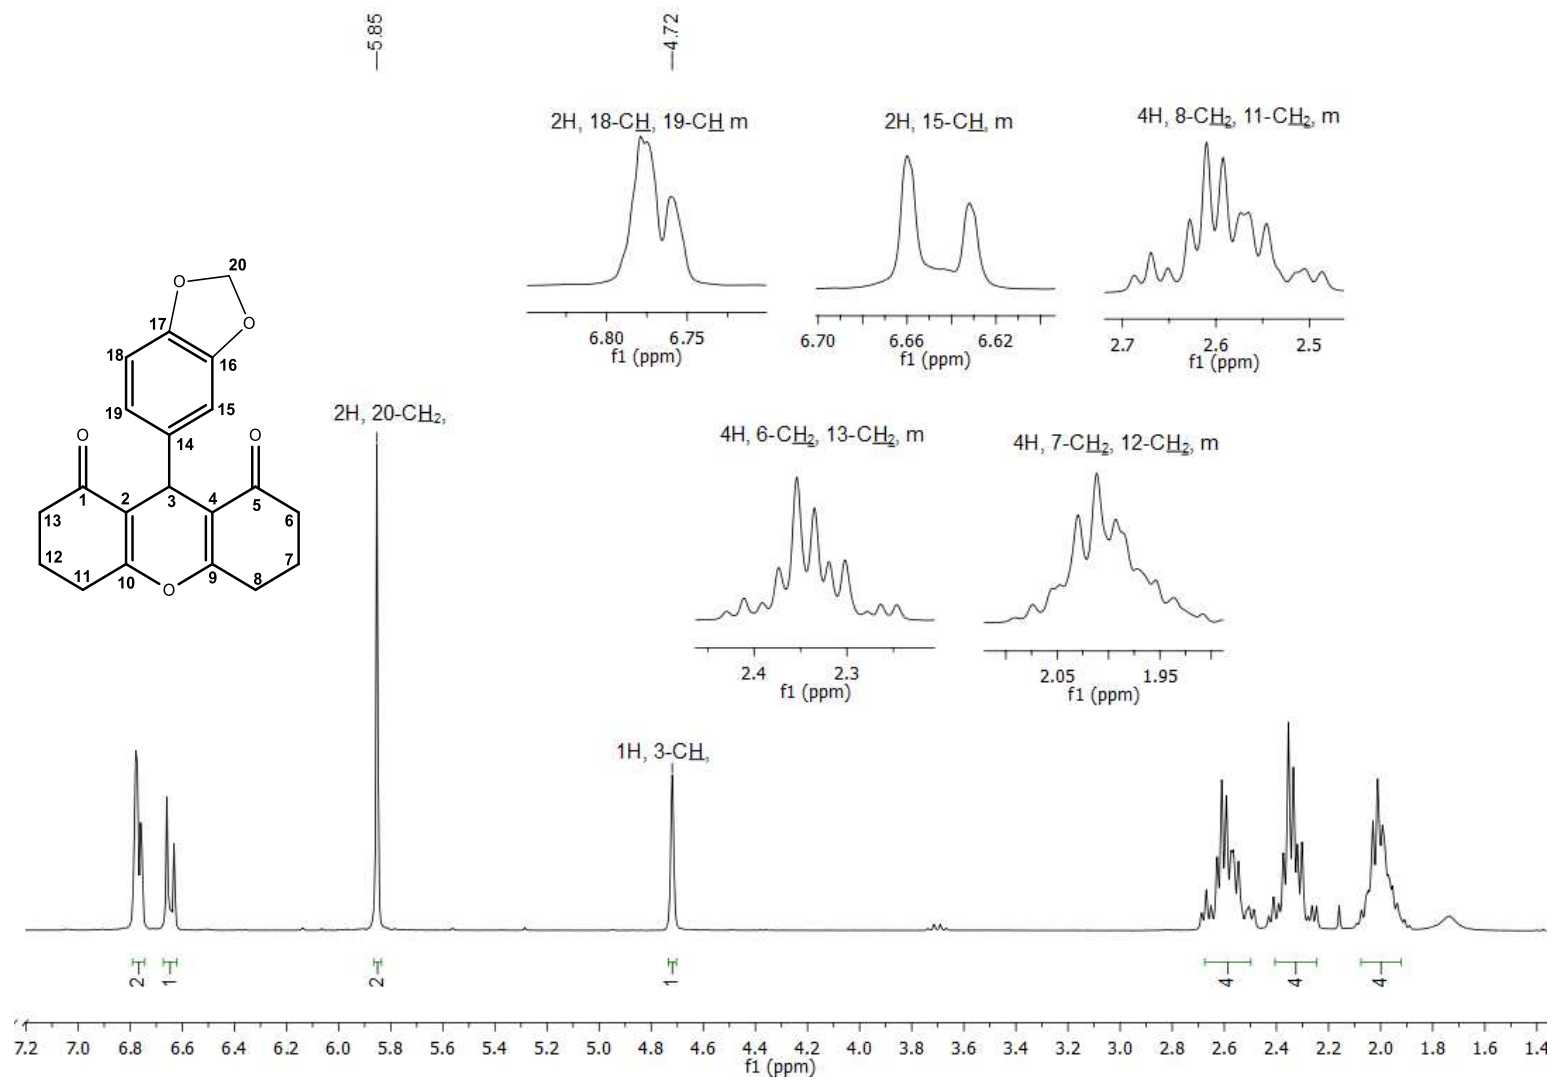 5.85
4.72
2H, 18-CH, 19-CH m
2H, 15-CH, m
4H, 8-CH2, 11-CH2, m
6.80 6.75
f1 (ppm)
6.70 6.66 6.62
f1 (ppm)
2.7 2.6 2.5
f1 (ppm)
20
O
O
17
18
16
19
15
14
O
O
1
2
3
4
5
13
6
12
7
11
10
O
9
8
2H, 20-CH2,
4H, 6-CH2, 13-CH2, m
4H, 7-CH2, 12-CH2, m
2.4 2.3
f1 (ppm)
2.05 1.95
f1 (ppm)
1H, 3-CH,
2
1
2
1
4
4
4
7.2 7.0 6.8 6.6 6.4 6.2 6.0 5.8 5.6 5.4 5.2 5.0 4.8 4.6 4.4 4.2 4.0 3.8 3.6 3.4 3.2 3.0 2.8 2.6 2.4 2.2 2.0 1.8 1.6 1.4
f1 (ppm)